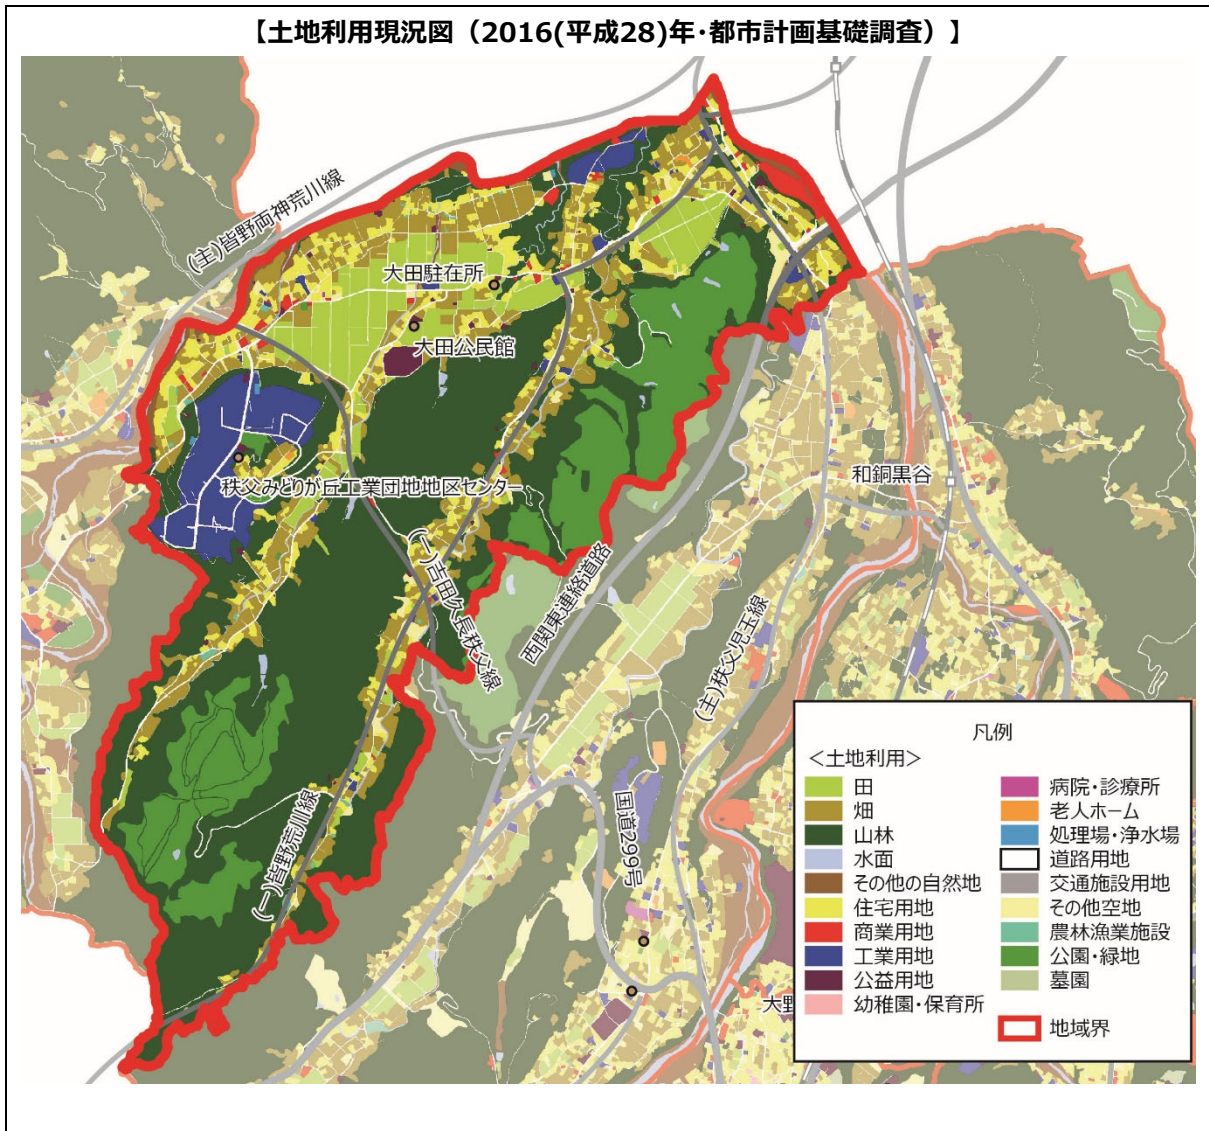 【土地利用現況図（2016(平成28)年・都市計画基礎調査）】
(主)皆野両神荒川線
大田駐在所
大田公民館
秩父みどりが丘工業団地地区センター
和銅黒谷
(一)吉田久長秩父線
西関東連絡道路
(主)秩父児玉線
国道299号
(一)皆野荒川線
大野
凡例
＜土地利用＞
田
畑
山林
水面
その他の自然地
住宅用地
商業用地
工業用地
公益用地
幼稚園・保育所
病院・診療所
老人ホーム
処理場・浄水場
道路用地
交通施設用地
その他空地
農林漁業施設
公園・緑地
墓園
地域界